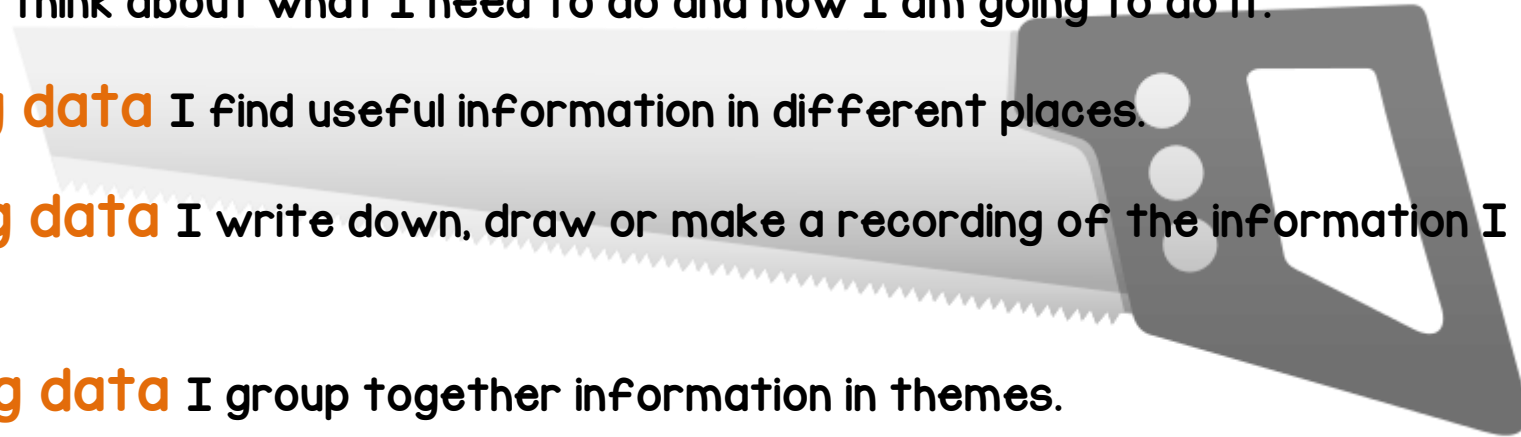 think about what I need to do and how I am going to do it.
g data I find useful information in different places.
g data I write down, draw or make a recording of the information I
g data I group together information in themes.